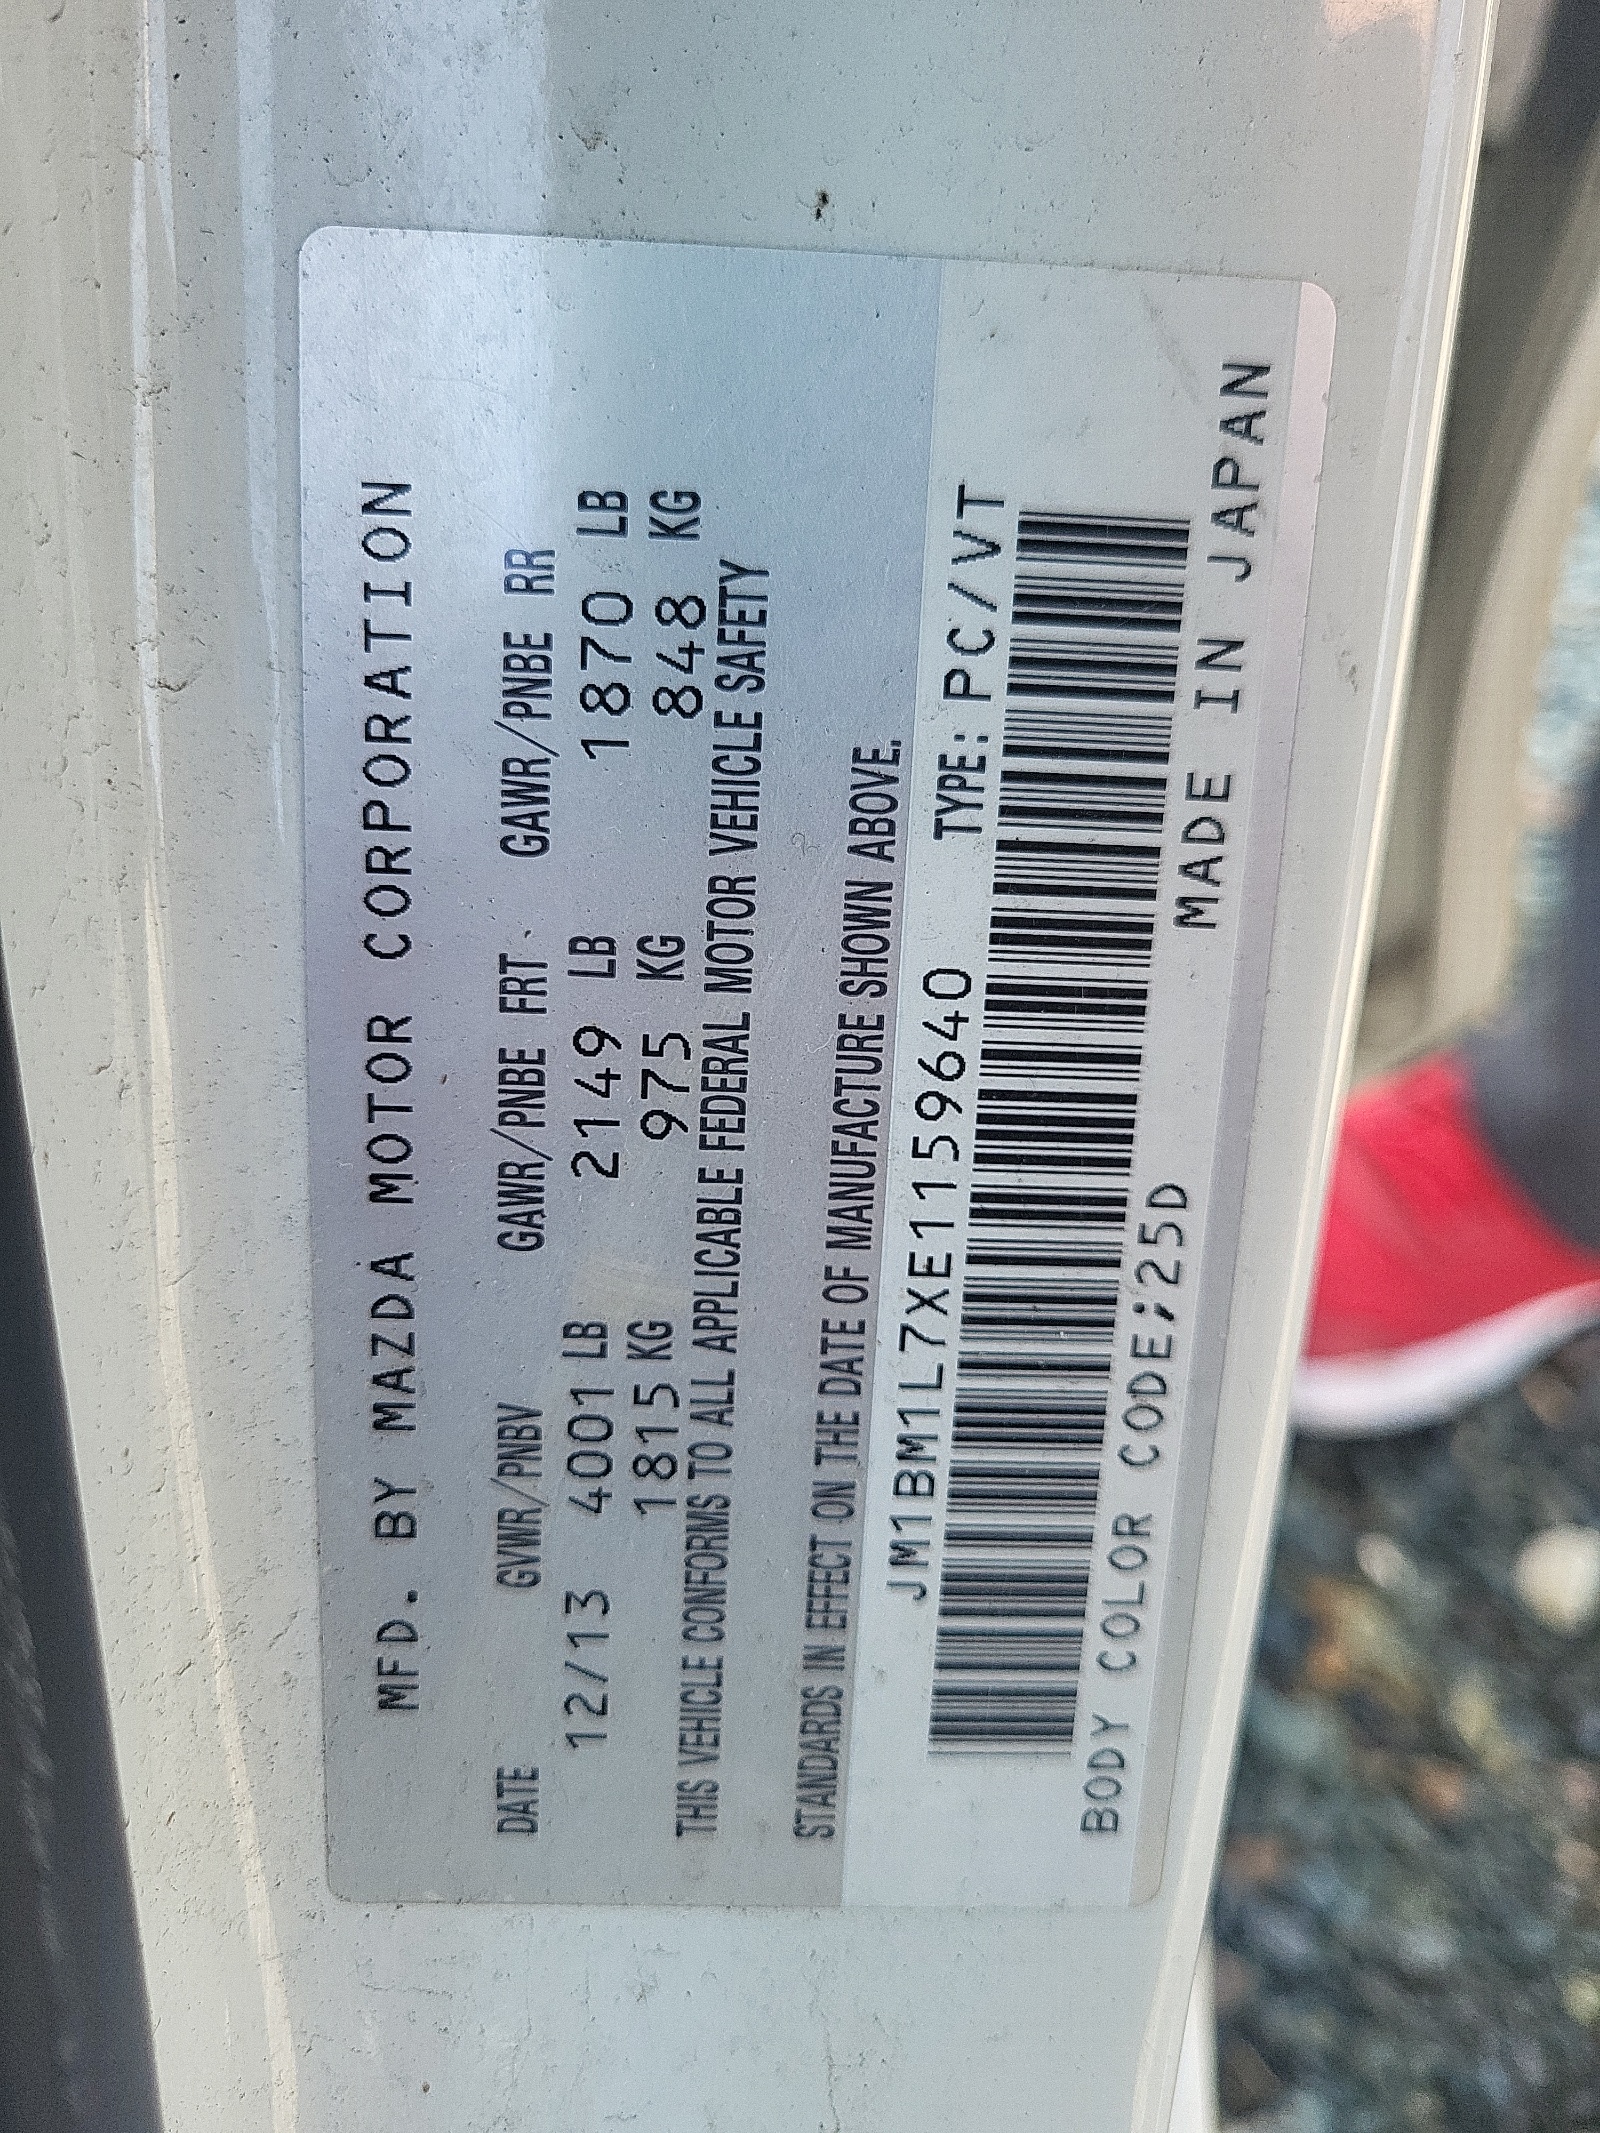 MFD. BY MAZDA MOTOR CORPORATION
DATE GVWR/PNBV GAWR/PNBE FRT GAWR/PNBE RR
12/13 4001 LB 2149 LB 1870 LB
1815 KG 975 KG 848 KG
THIS VEHICLE CONFORMS TO ALL APPLICABLE FEDERAL MOTOR VEHICLE SAFETY
STANDARDS IN EFFECT ON THE DATE OF MANUFACTURE SHOWN ABOVE.
JM1BM1L7XE1159640 TYPE: PC/VT
BODY COLOR CODE;25D MADE IN JAPAN